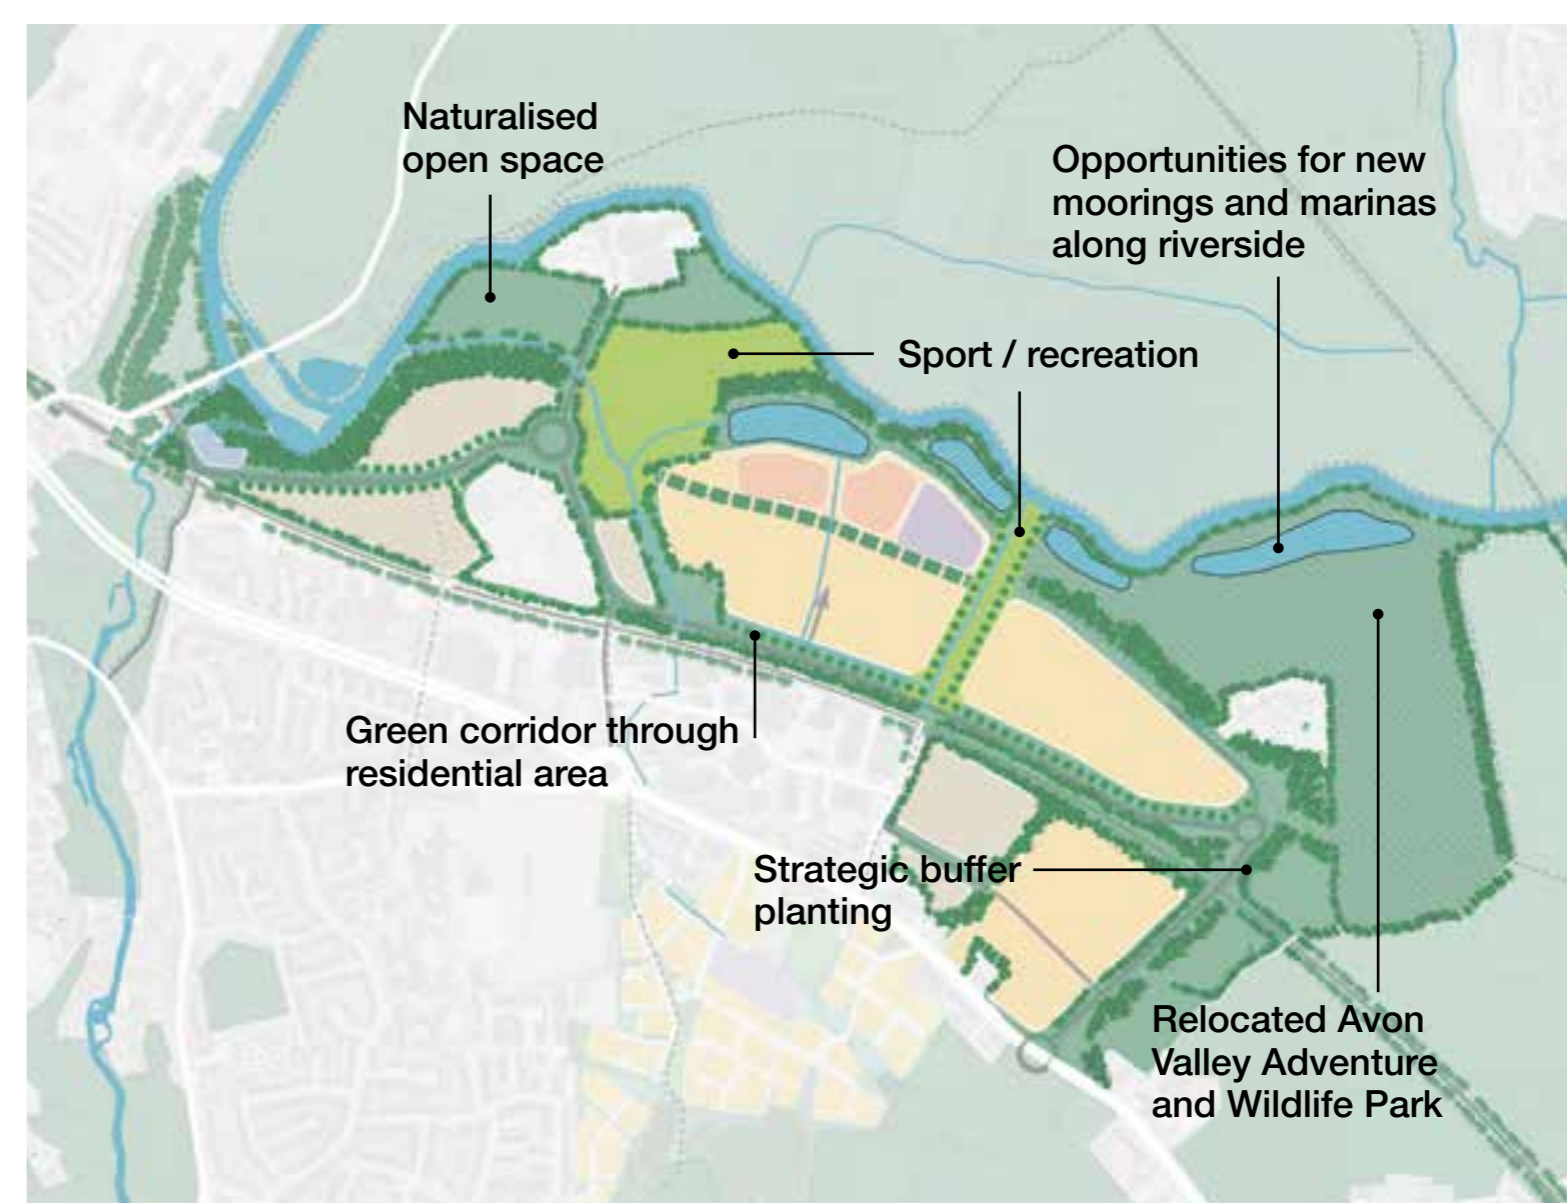 Naturalised
open space
Opportunities for new
moorings and marinas
along riverside
Sport / recreation
Green corridor through
residential area
Strategic buffer
planting
Relocated Avon
Valley Adventure
and Wildlife Park